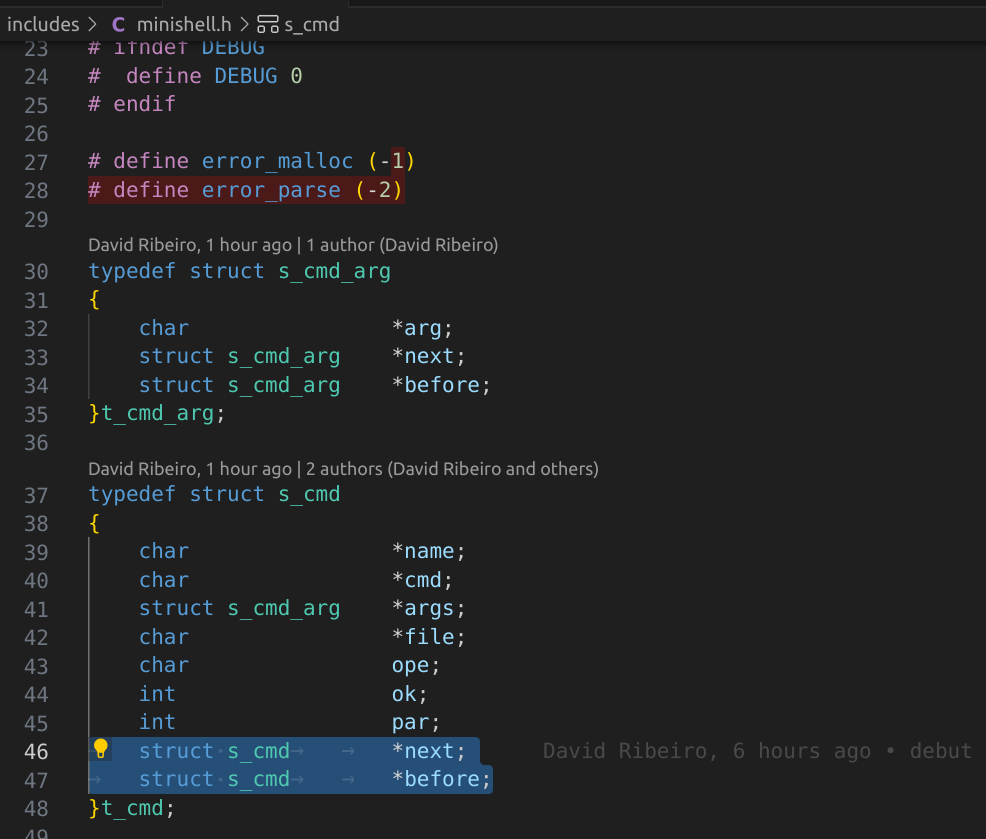 includes > C minishell.h > s_cmd
23 # ifndef DEBUG
24 #  define DEBUG 0
25 # endif
26
27 # define error_malloc (-1)
28 # define error_parse (-2)
29
David Ribeiro, 1 hour ago | 1 author (David Ribeiro)
30 typedef struct s_cmd_arg
31 {
32     char                *arg;
33     struct s_cmd_arg    *next;
34     struct s_cmd_arg    *before;
35 }t_cmd_arg;
36
David Ribeiro, 1 hour ago | 2 authors (David Ribeiro and others)
37 typedef struct s_cmd
38 {
39     char                *name;
40     char                *cmd;
41     struct s_cmd_arg    *args;
42     char                *file;
43     char                ope;
44     int                 ok;
45     int                 par;
46     struct s_cmd        *next;     David Ribeiro, 6 hours ago • debut
47     struct s_cmd        *before;
48 }t_cmd;
49